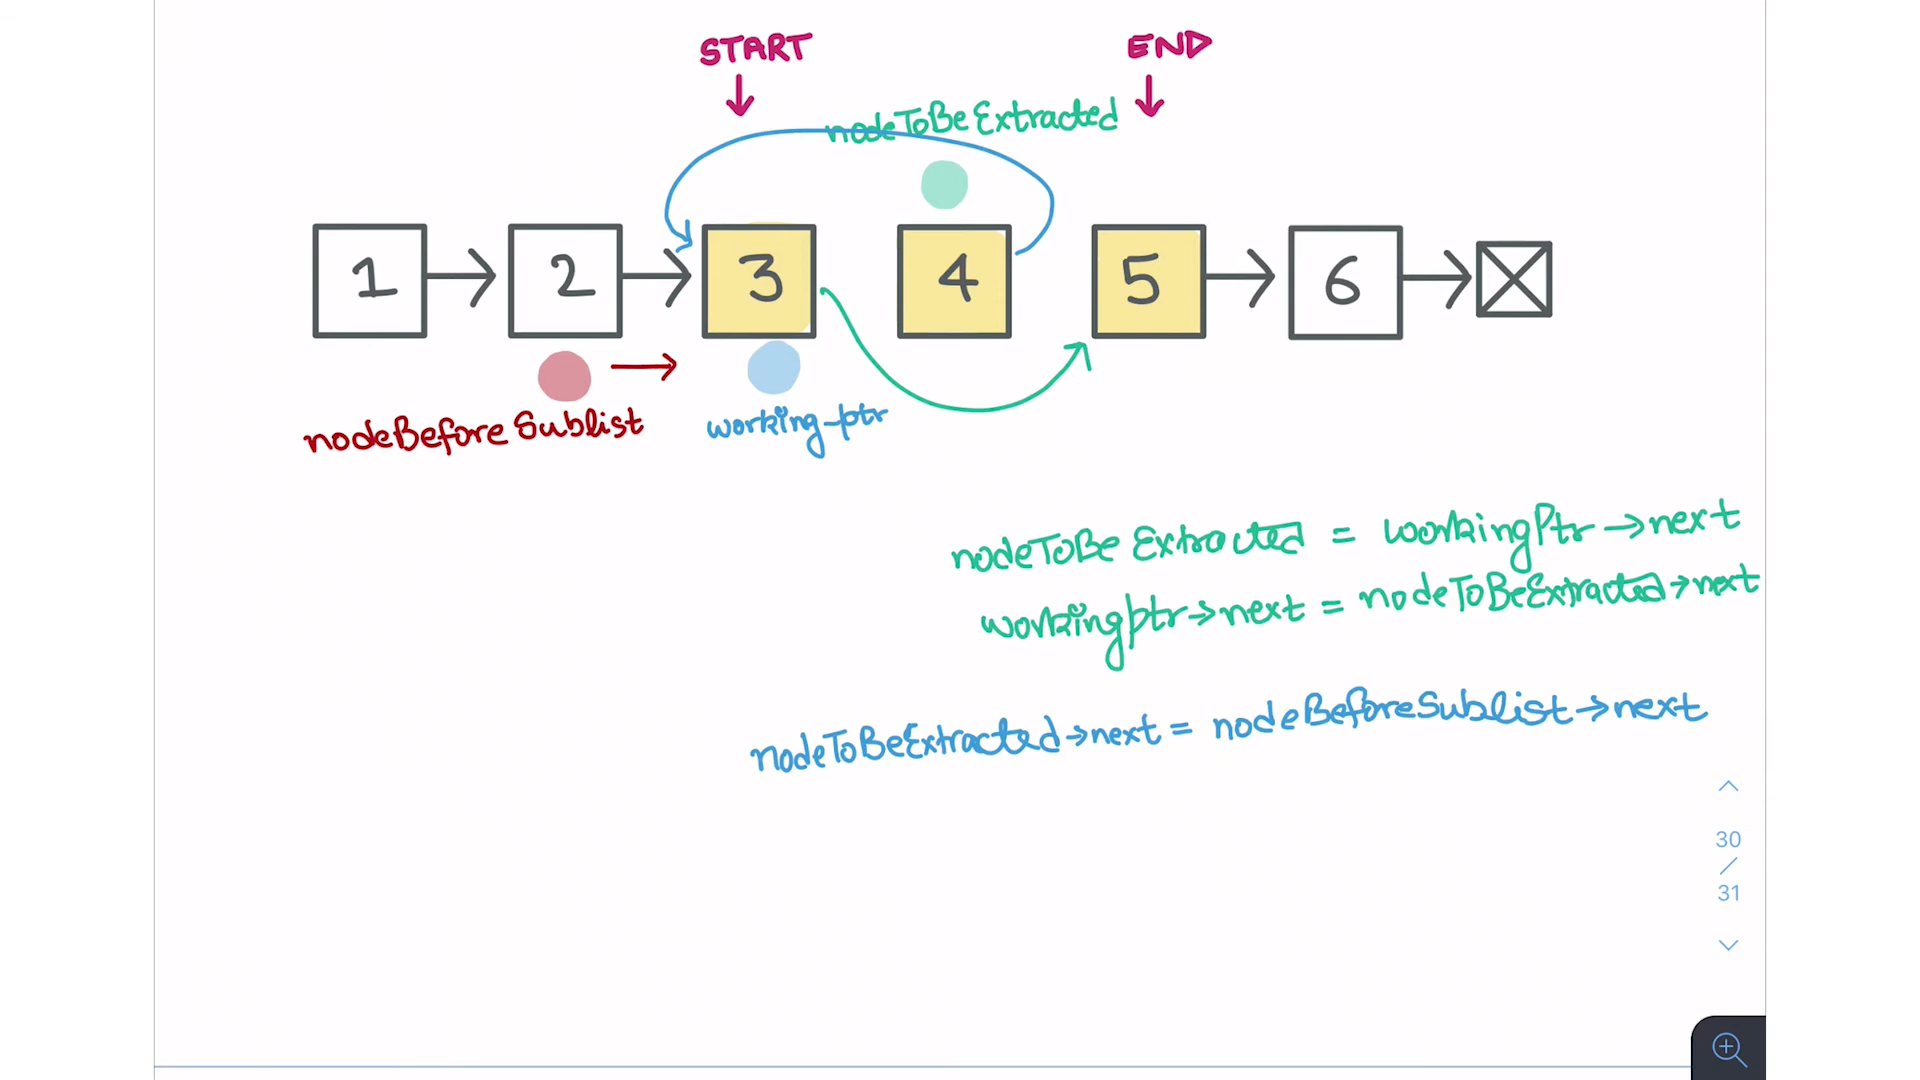 START
END
nodeToBeExtracted
1
2
3
4
5
6
nodeBeforeSublist
working-ptr
nodeToBeExtracted = workingPtr→next
workingptr→next = nodeToBeExtracted→next
nodeToBeExtracted→next = nodeBeforeSublist→next
30
/
31